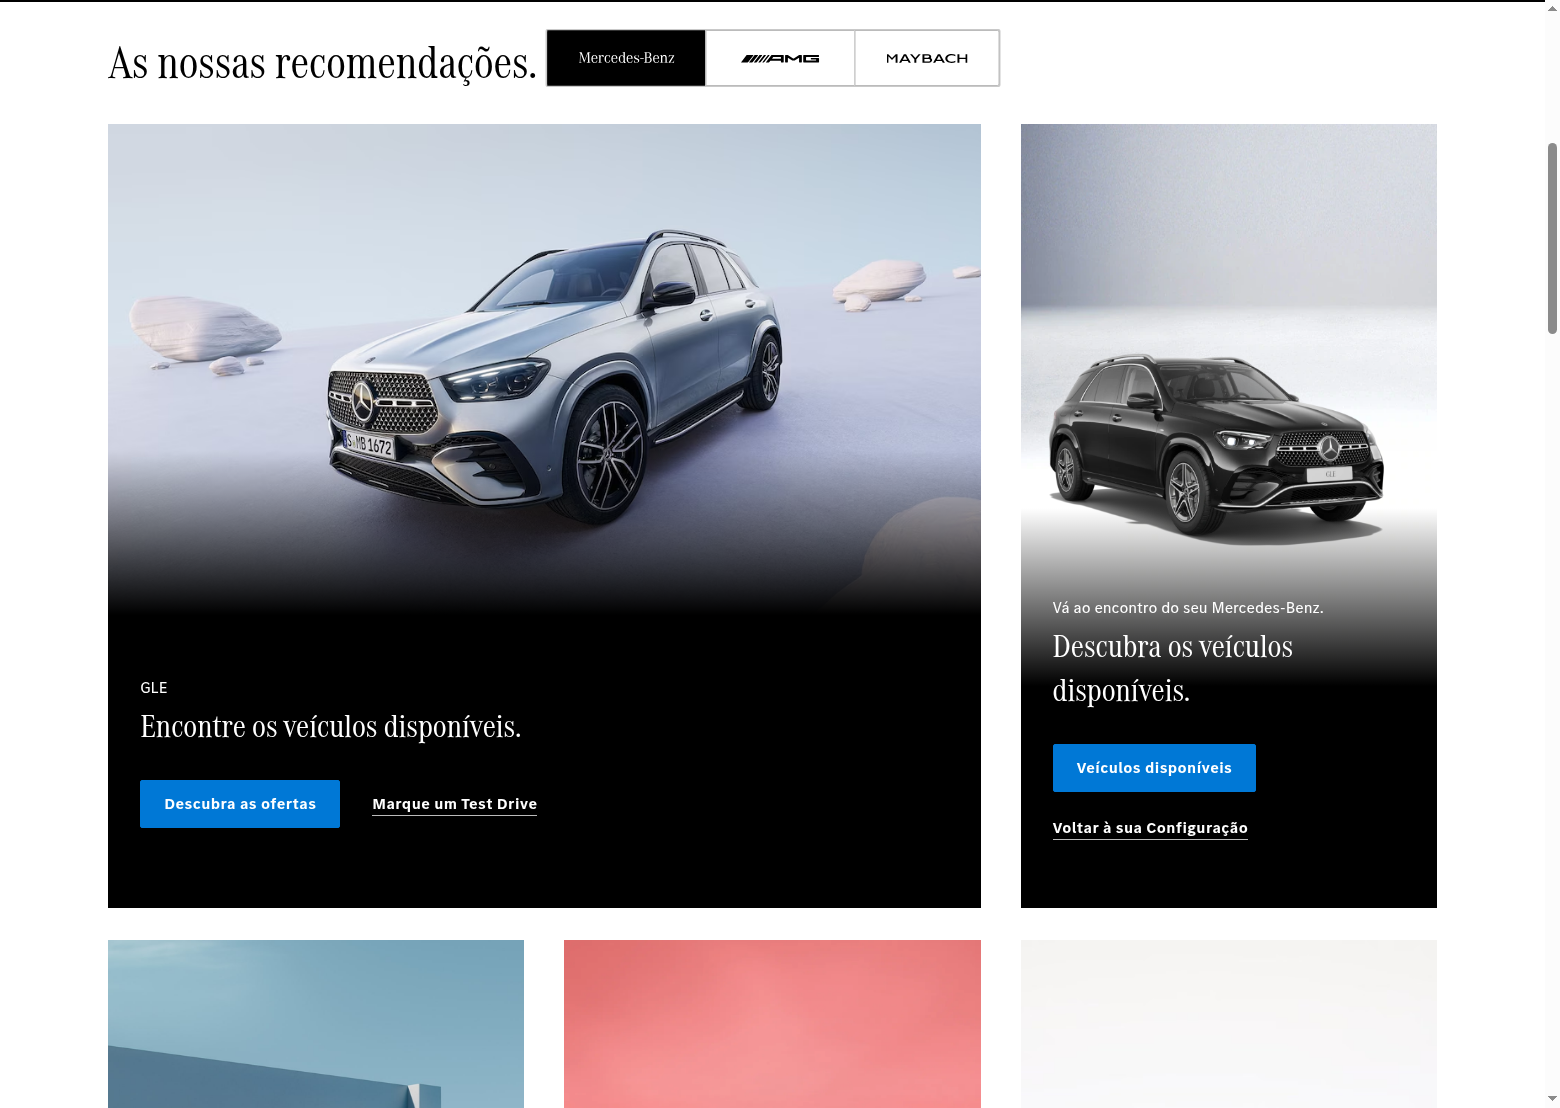 As nossas recomendações.
Mercedes-Benz
AMG
MAYBACH
S·MB 1672
GLE
GLE
Encontre os veículos disponíveis.
Descubra as ofertas
Marque um Test Drive
Vá ao encontro do seu Mercedes-Benz.
Descubra os veículos
disponíveis.
Veículos disponíveis
Voltar à sua Configuração